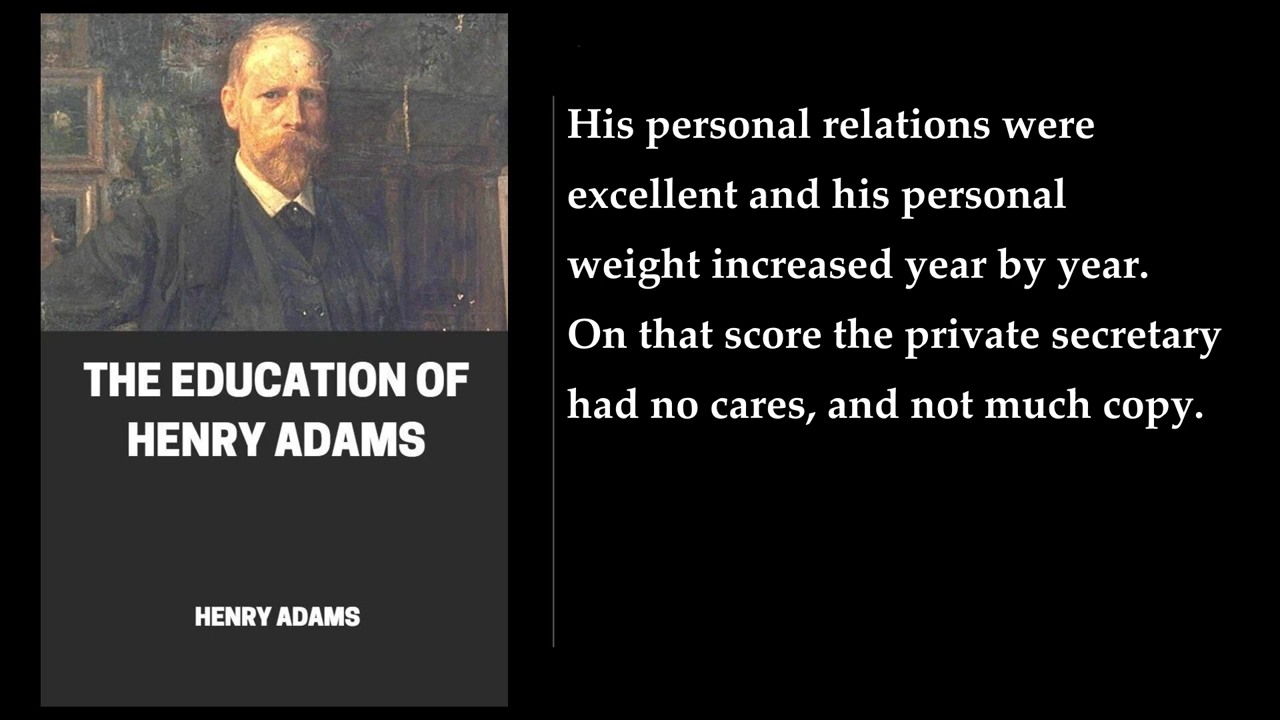 THE EDUCATION OF
HENRY ADAMS
HENRY ADAMS
His personal relations were
excellent and his personal
weight increased year by year.
On that score the private secretary
had no cares, and not much copy.